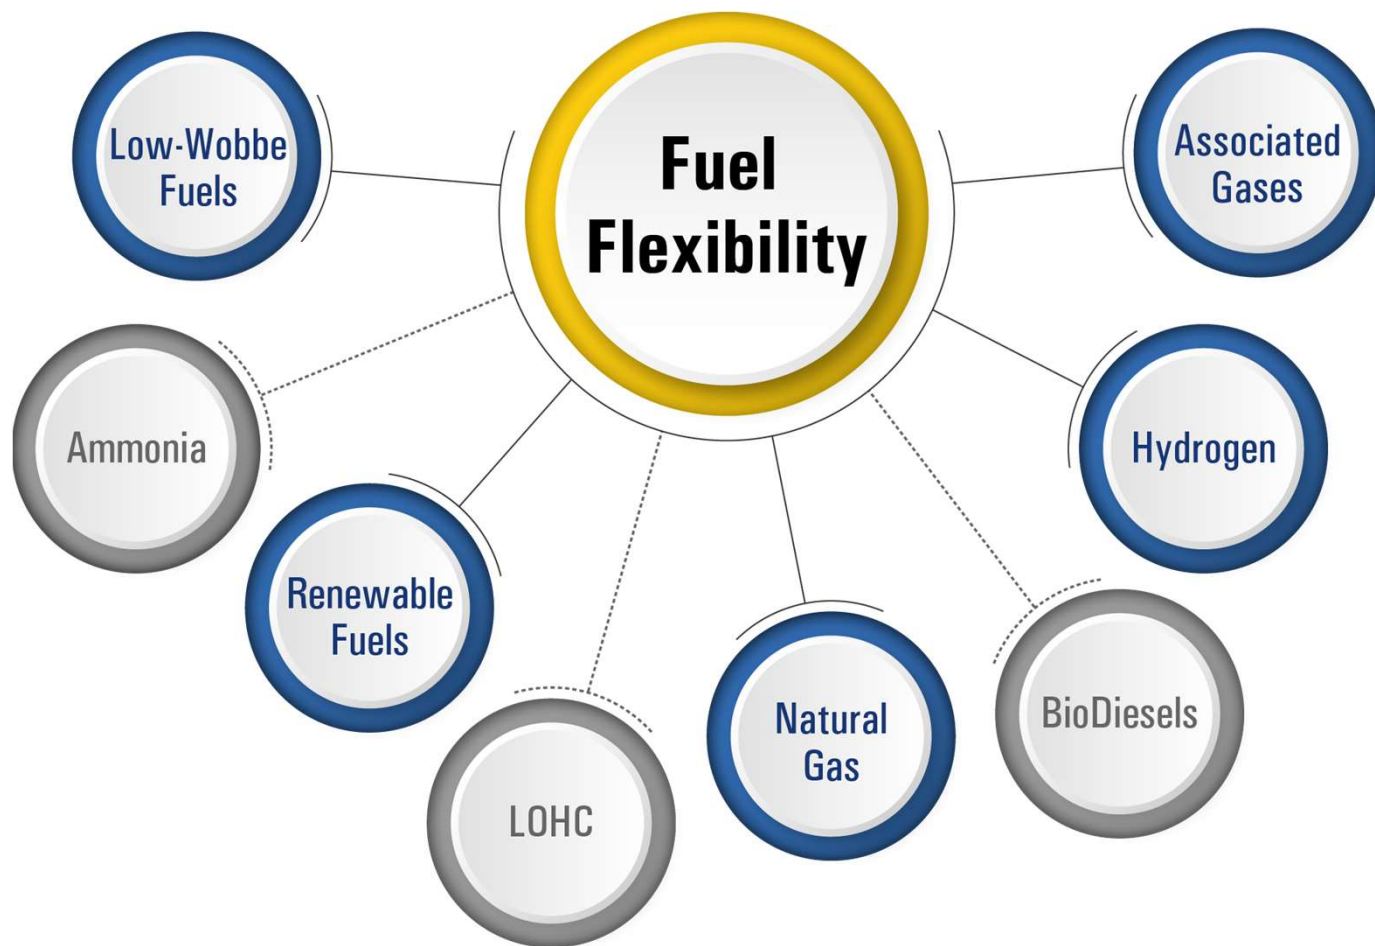 Fuel
Flexibility
Low-Wobbe
Fuels
Associated
Gases
Ammonia
Hydrogen
Renewable
Fuels
LOHC
Natural
Gas
BioDiesels